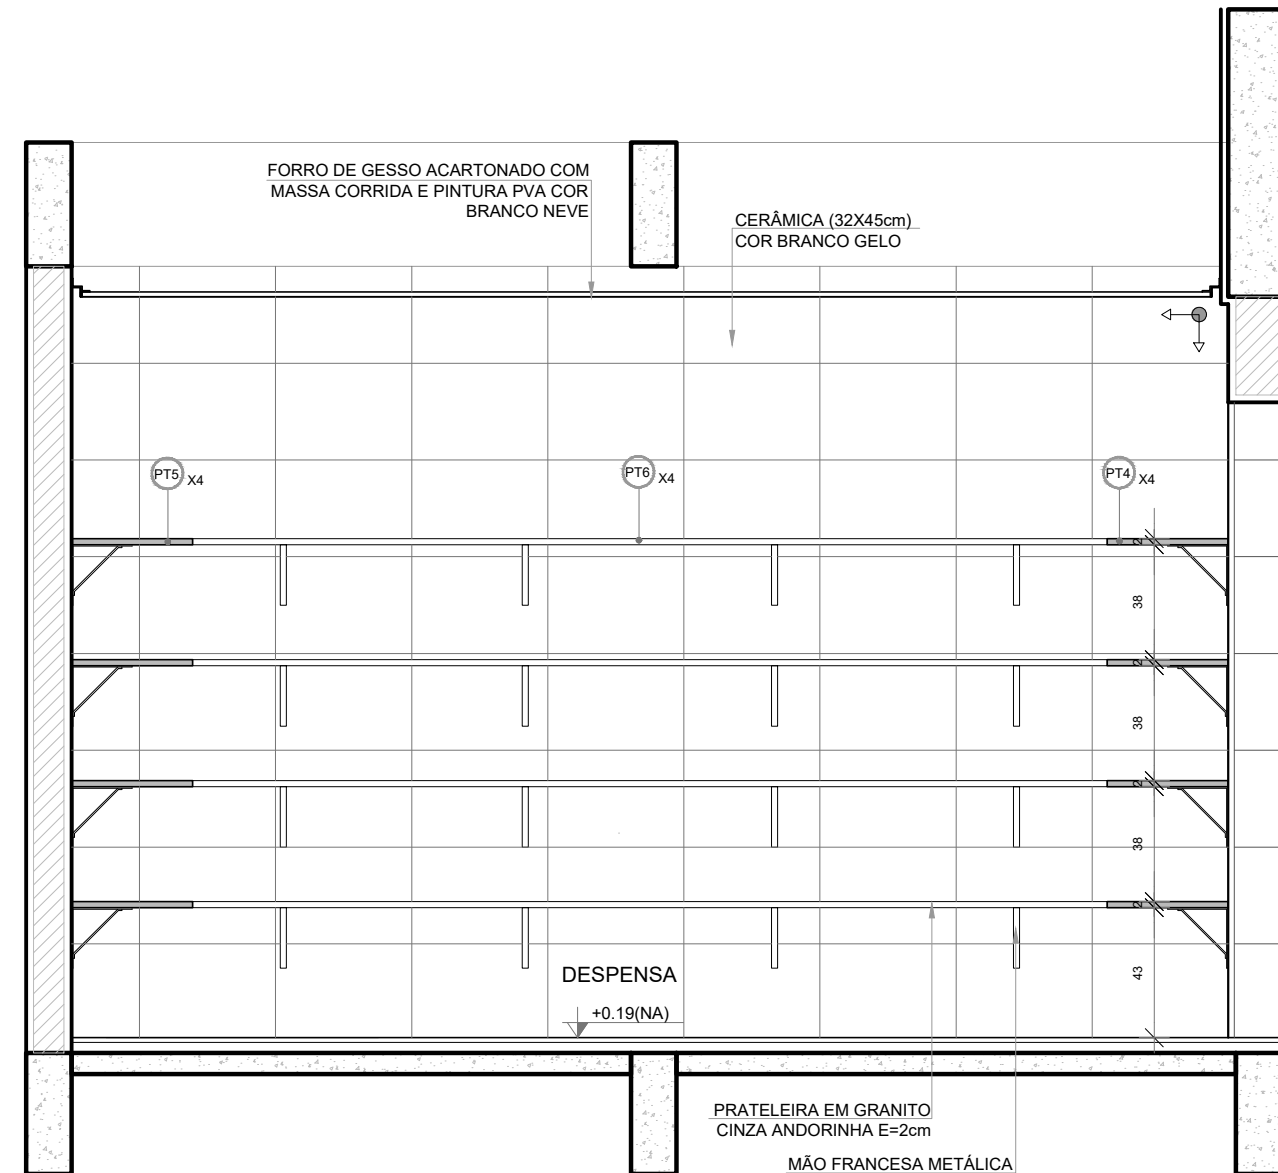 FORRO DE GESSO ACARTONADO COM
MASSA CORRIDA E PINTURA PVA COR
BRANCO NEVE
CERÂMICA (32X45cm)
COR BRANCO GELO
PT5 X4
PT6 X4
PT4 X4
2
38
2
38
2
38
2
43
DESPENSA
+0.19(NA)
PRATELEIRA EM GRANITO
CINZA ANDORINHA E=2cm
MÃO FRANCESA METÁLICA